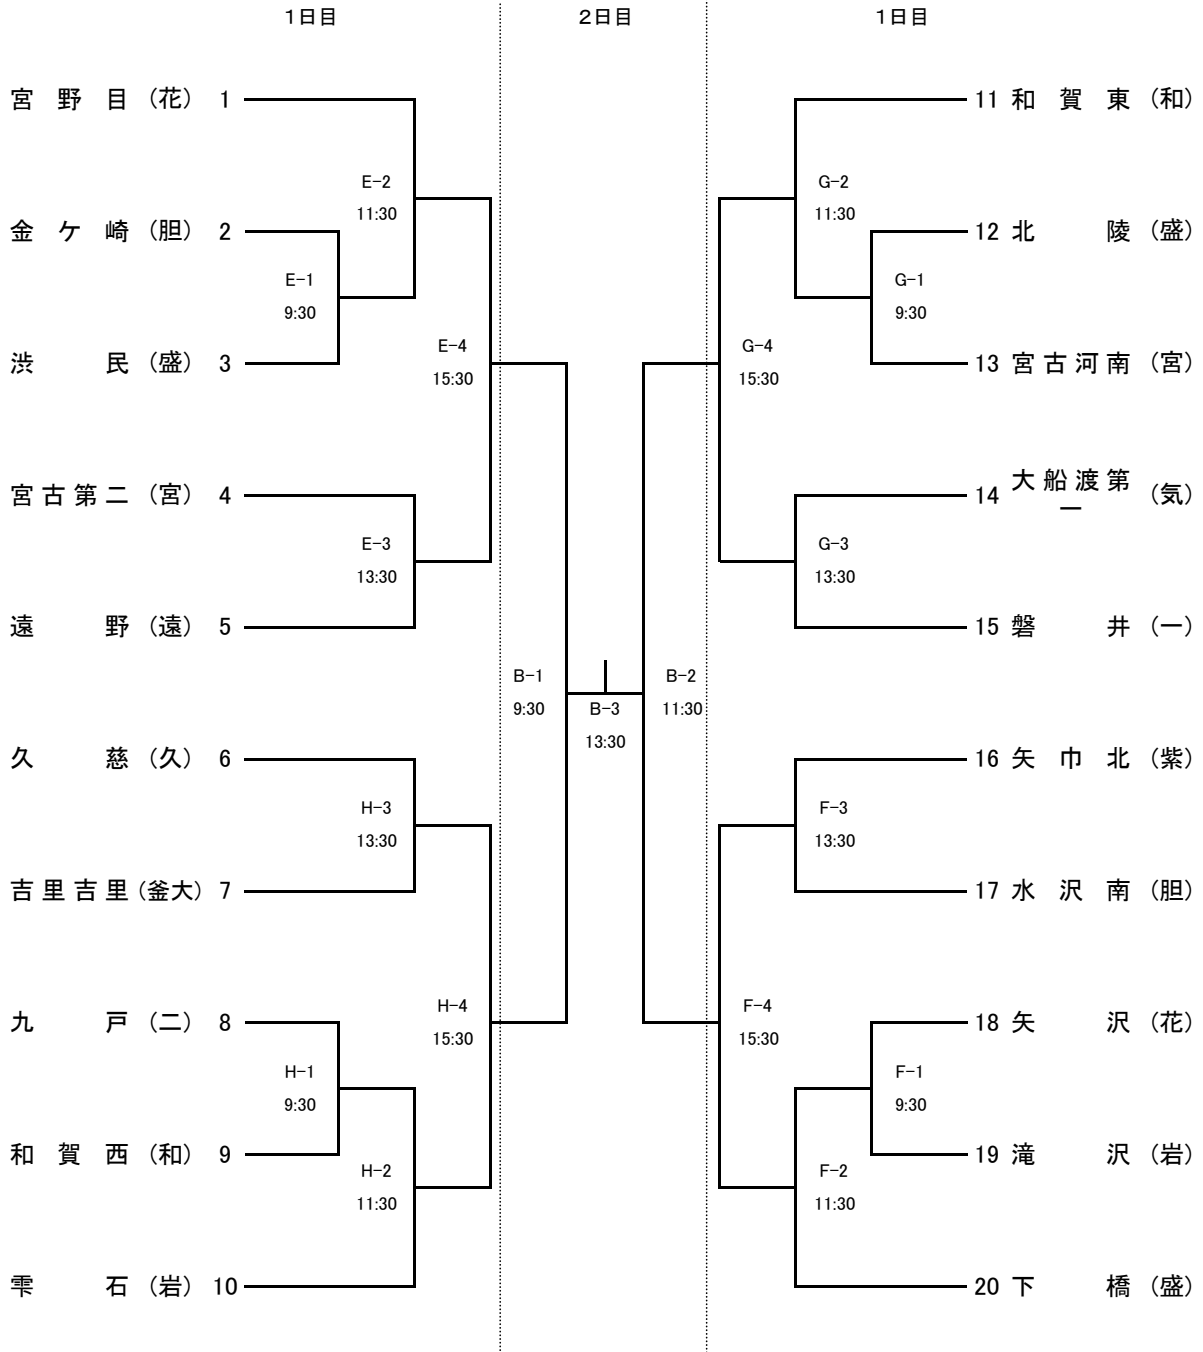 1日目 2日目 1日目
宮野目（花） 1
11 和賀東（和）
E-2
11:30
G-2
11:30
金ケ崎（胆） 2
12 北陵（盛）
E-1
9:30
G-1
9:30
渋民（盛） 3
E-4
15:30
G-4
15:30
13 宮古河南（宮）
宮古第二（宮） 4
14 大船渡第一（気）
E-3
13:30
G-3
13:30
遠野（遠） 5
15 磐井（一）
B-1
9:30
B-3
13:30
B-2
11:30
久慈（久） 6
16 矢巾北（紫）
H-3
13:30
F-3
13:30
吉里吉里（釜大） 7
17 水沢南（胆）
九戸（二） 8
H-4
15:30
F-4
15:30
18 矢沢（花）
H-1
9:30
F-1
9:30
和賀西（和） 9
19 滝沢（岩）
H-2
11:30
F-2
11:30
雫石（岩） 10
20 下橋（盛）